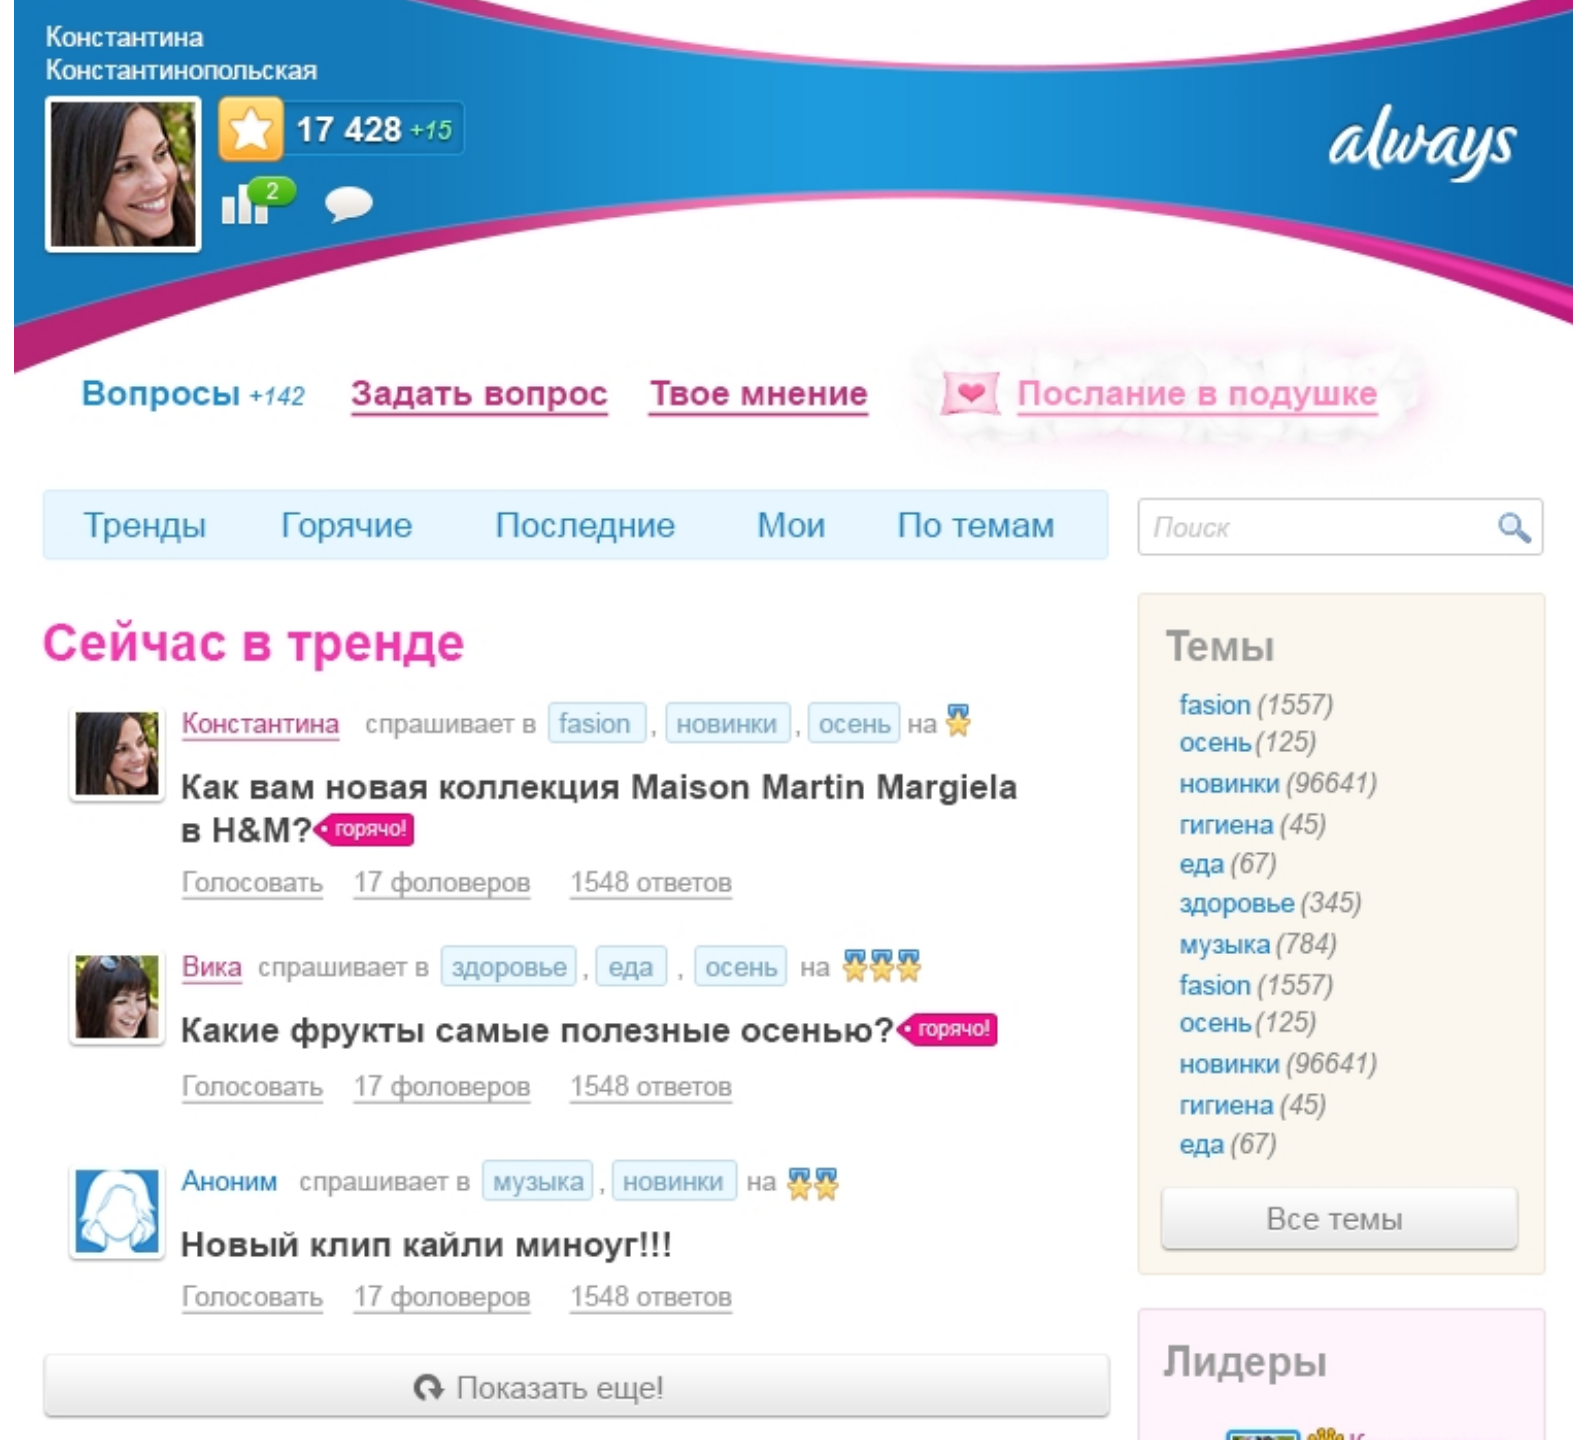 Константина
Константинопольская
17 428 +15
2
always
Вопросы +142 Задать вопрос Твое мнение Послание в подушке
Тренды Горячие Последние Мои По темам
Поиск
Сейчас в тренде
Константина спрашивает в fasion , новинки , осень на
Как вам новая коллекция Maison Martin Margiela
в H&M? горячо!
Голосовать 17 фоловеров 1548 ответов
Вика спрашивает в здоровье , еда , осень на
Какие фрукты самые полезные осенью? горячо!
Голосовать 17 фоловеров 1548 ответов
Аноним спрашивает в музыка , новинки на
Новый клип кайли миноуг!!!
Голосовать 17 фоловеров 1548 ответов
Показать еще!
Темы
fasion (1557)
осень (125)
новинки (96641)
гигиена (45)
еда (67)
здоровье (345)
музыка (784)
fasion (1557)
осень (125)
новинки (96641)
гигиена (45)
еда (67)
Все темы
Лидеры